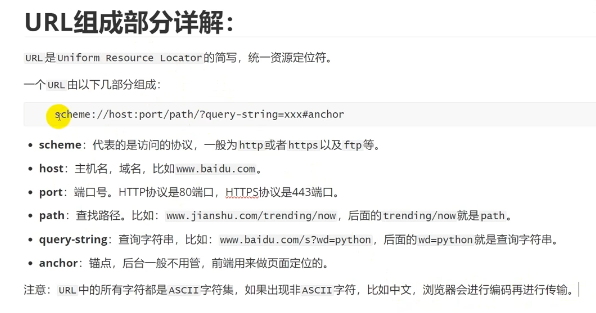 URL组成部分详解：
URL是Uniform Resource Locator的简写，统一资源定位符。
一个URL由以下几部分组成：
scheme://host:port/path/?query-string=xxx#anchor
• scheme：代表的是访问的协议，一般为http或者https以及ftp等。
• host：主机名，域名，比如www.baidu.com。
• port：端口号。HTTP协议是80端口，HTTPS协议是443端口。
• path：查找路径。比如：www.jianshu.com/trending/now，后面的trending/now就是path。
• query-string：查询字符串，比如：www.baidu.com/s?wd=python，后面的wd=python就是查询字符串。
• anchor：锚点，后台一般不用管，前端用来做页面定位的。
注意：URL中的所有字符都是ASCII字符集，如果出现非ASCII字符，比如中文，浏览器会进行编码再进行传输。